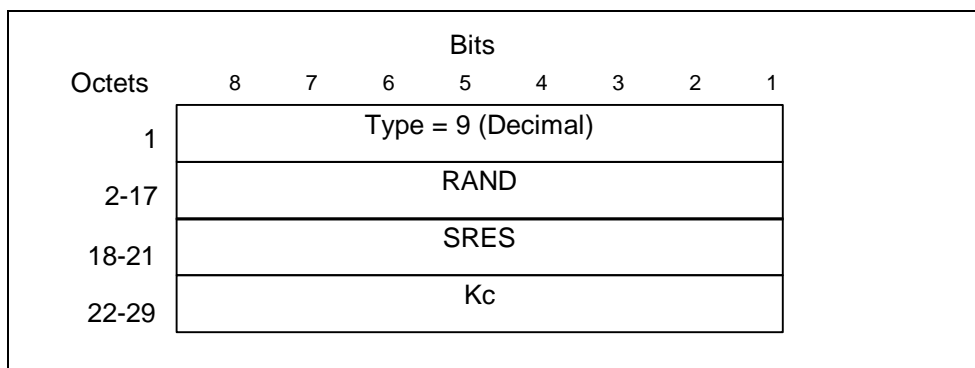 Bits
Octets 8 7 6 5 4 3 2 1
1 Type = 9 (Decimal)
2-17 RAND
18-21 SRES
22-29 Kc